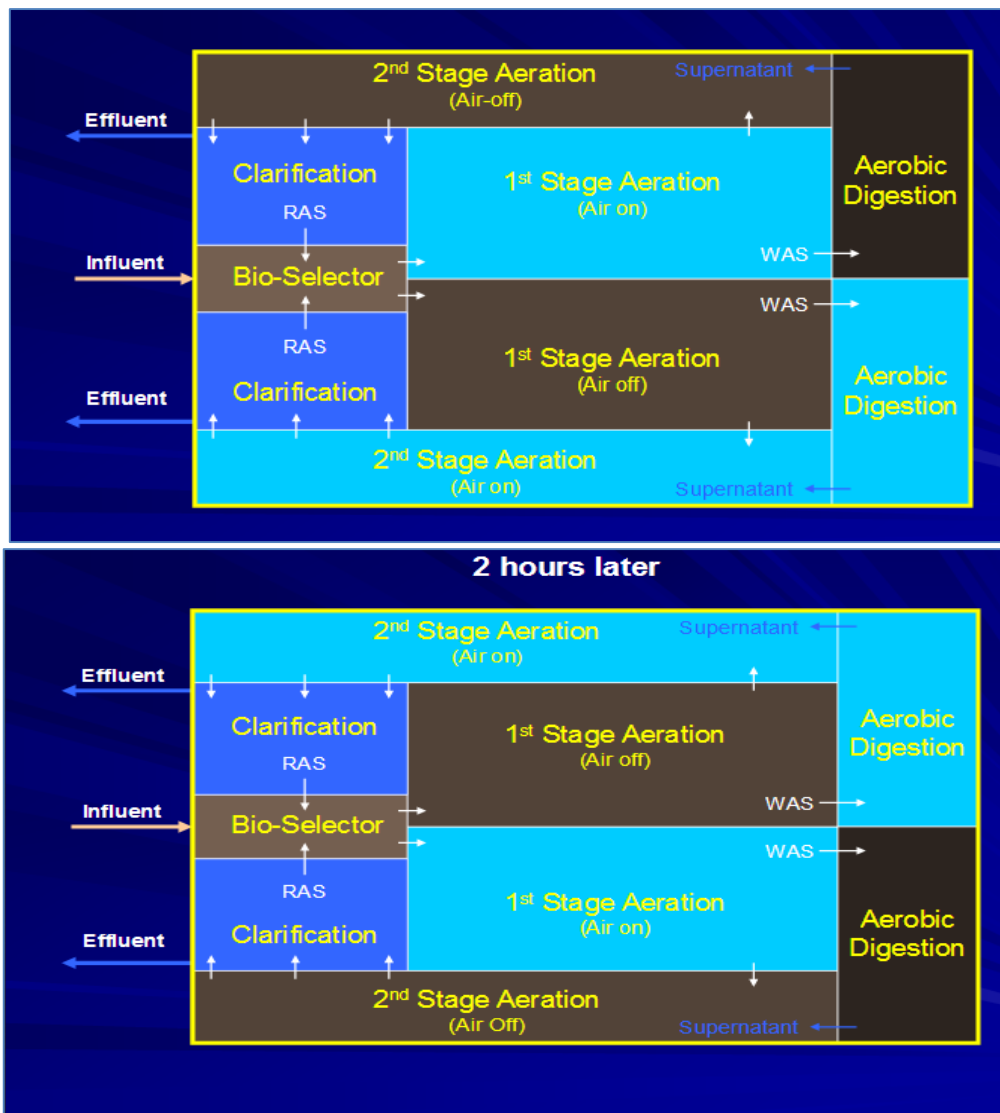 2nd Stage Aeration
(Air-off)
Supernatant
Effluent
Clarification
RAS
1st Stage Aeration
(Air on)
Aerobic
Digestion
WAS
Influent
Bio-Selector
WAS
RAS
Clarification
1st Stage Aeration
(Air off)
Aerobic
Digestion
Effluent
2nd Stage Aeration
(Air on)
Supernatant
2 hours later
2nd Stage Aeration
(Air on)
Supernatant
Effluent
Clarification
RAS
1st Stage Aeration
(Air off)
Aerobic
Digestion
WAS
Influent
Bio-Selector
WAS
RAS
Clarification
1st Stage Aeration
(Air on)
Aerobic
Digestion
Effluent
2nd Stage Aeration
(Air Off)
Supernatant